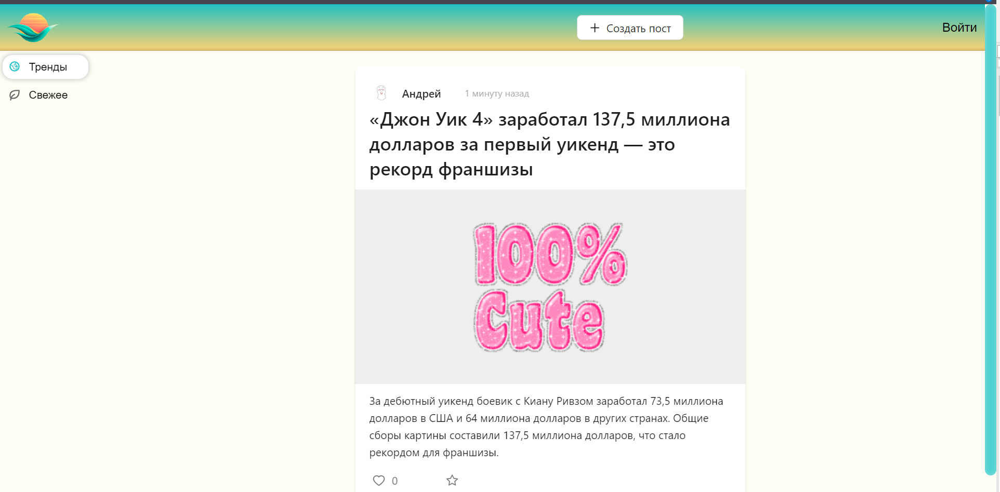 Создать пост
Войти
Тренды
Свежее
Андрей 1 минуту назад
«Джон Уик 4» заработал 137,5 миллиона
долларов за первый уикенд — это
рекорд франшизы
100%
Cute
За дебютный уикенд боевик с Киану Ривзом заработал 73,5 миллиона
долларов в США и 64 миллиона долларов в других странах. Общие
сборы картины составили 137,5 миллиона долларов, что стало
рекордом для франшизы.
0